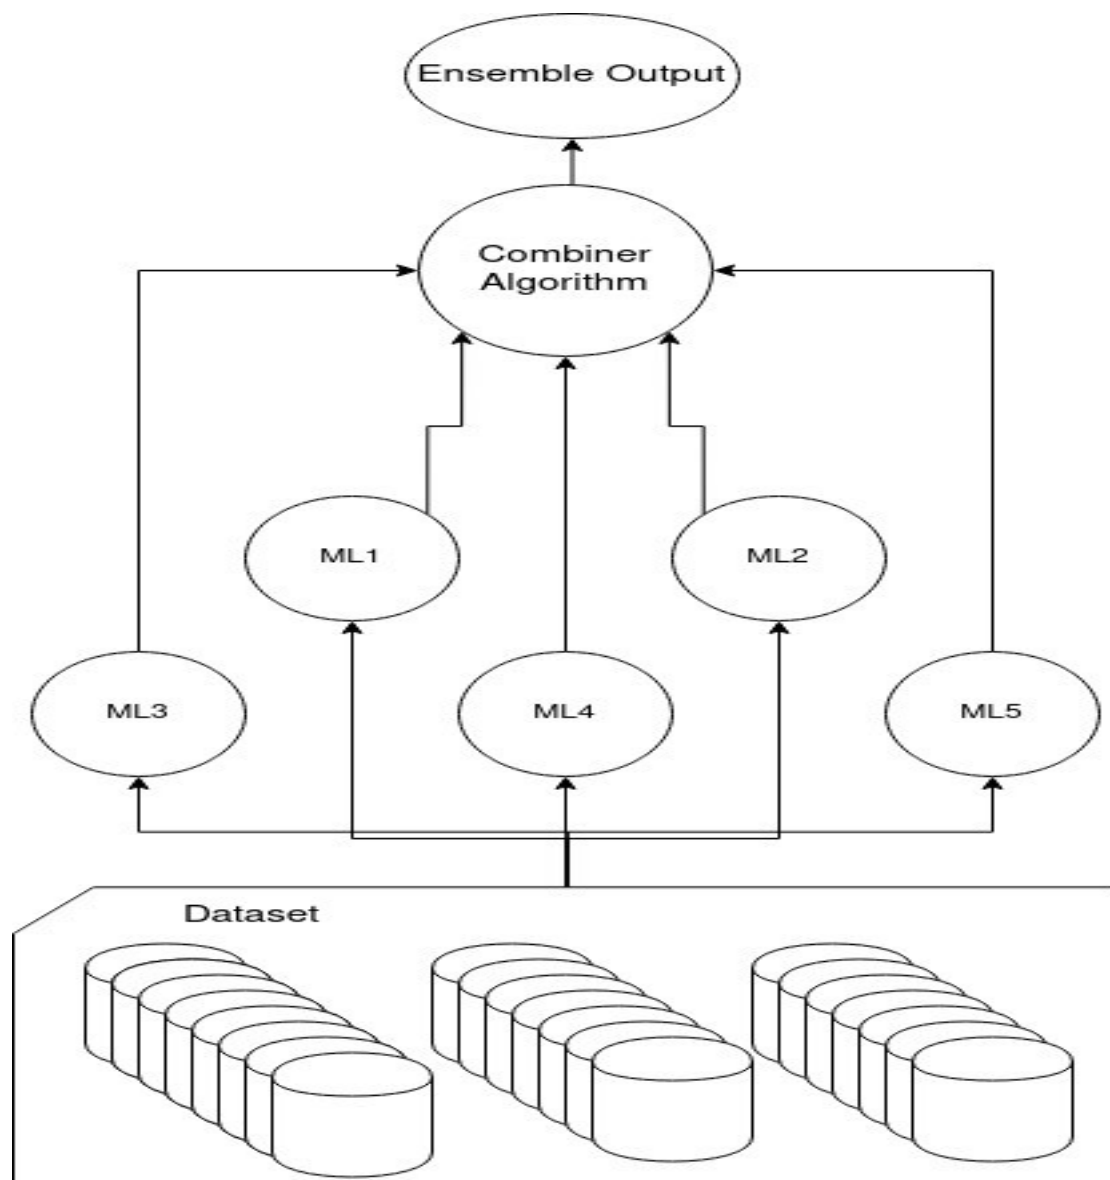 Ensemble Output
Combiner
Algorithm
ML1
ML2
ML3
ML4
ML5
Dataset